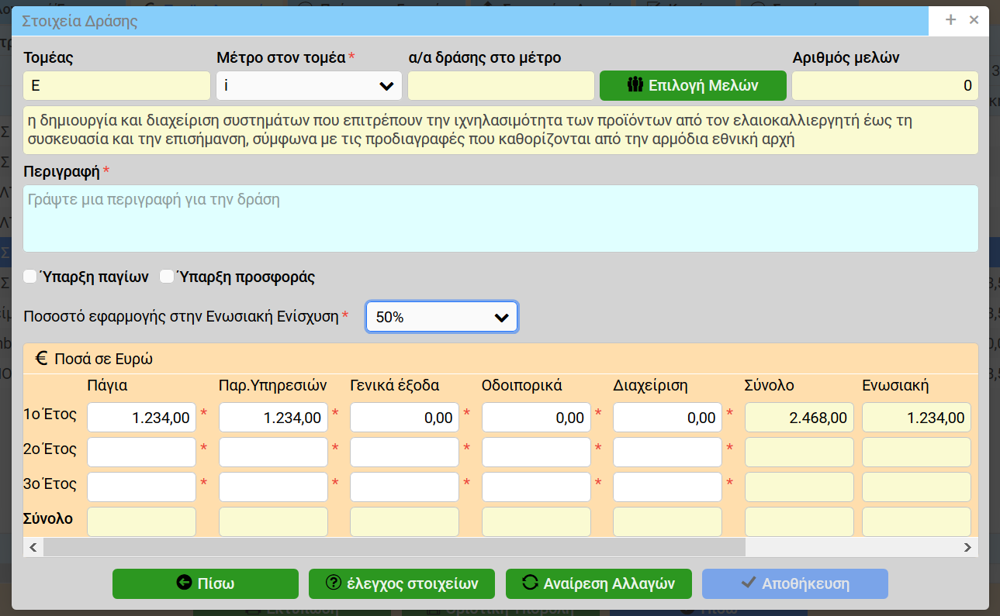 Στοιχεία Δράσης
Τομέας Μέτρο στον τομέα * α/α δράσης στο μέτρο Αριθμός μελών
Ε i Επιλογή Μελών 0
η δημιουργία και διαχείριση συστημάτων που επιτρέπουν την ιχνηλασιμότητα των προϊόντων από τον ελαιοκαλλιεργητή έως τη
συσκευασία και την επισήμανση, σύμφωνα με τις προδιαγραφές που καθορίζονται από την αρμόδια εθνική αρχή
Περιγραφή *
Γράψτε μια περιγραφή για την δράση
Ύπαρξη παγίων Ύπαρξη προσφοράς
Ποσοστό εφαρμογής στην Ενωσιακή Ενίσχυση * 50%
€ Ποσά σε Ευρώ
Πάγια Παρ.Υπηρεσιών Γενικά έξοδα Οδοιπορικά Διαχείριση Σύνολο Ενωσιακή
1ο Έτος 1.234,00 * 1.234,00 * 0,00 * 0,00 * 0,00 * 2.468,00 1.234,00
2ο Έτος * * * * *
3ο Έτος * * * * *
Σύνολο
Πίσω έλεγχος στοιχείων Αναίρεση Αλλαγών Αποθήκευση